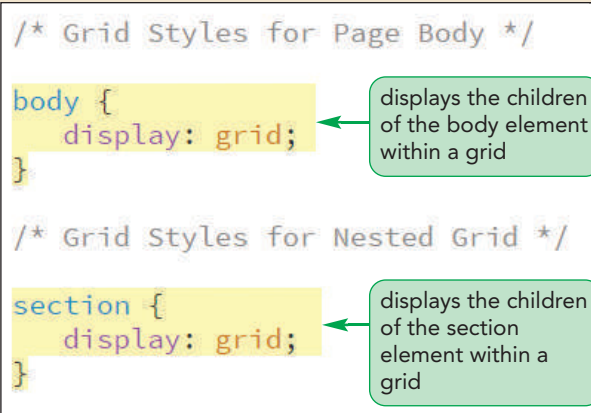 /* Grid Styles for Page Body */
body {
display: grid;
}
displays the children
of the body element
within a grid
/* Grid Styles for Nested Grid */
section {
display: grid;
}
displays the children
of the section
element within a
grid